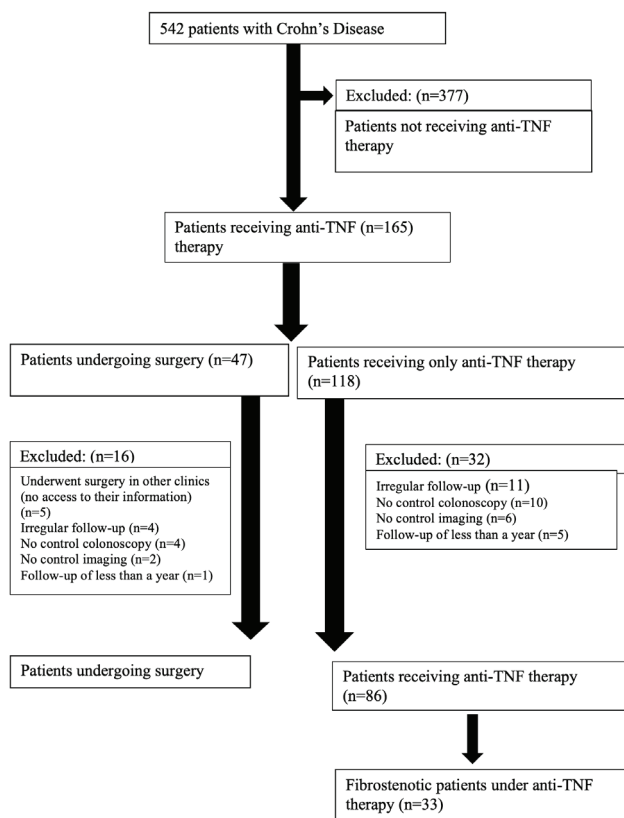 542 patients with Crohn's Disease
Excluded: (n=377)
Patients not receiving anti-TNF
therapy
Patients receiving anti-TNF (n=165)
therapy
Patients undergoing surgery (n=47)
Patients receiving only anti-TNF therapy
(n=118)
Excluded: (n=16)
Underwent surgery in other clinics
(no access to their information)
(n=5)
Irregular follow-up (n=4)
No control colonoscopy (n=4)
No control imaging (n=2)
Follow-up of less than a year (n=1)
Excluded: (n=32)
Irregular follow-up (n=11)
No control colonoscopy (n=10)
No control imaging (n=6)
Follow-up of less than a year (n=5)
Patients undergoing surgery
Patients receiving anti-TNF therapy
(n=86)
Fibrostenotic patients under anti-TNF
therapy (n=33)